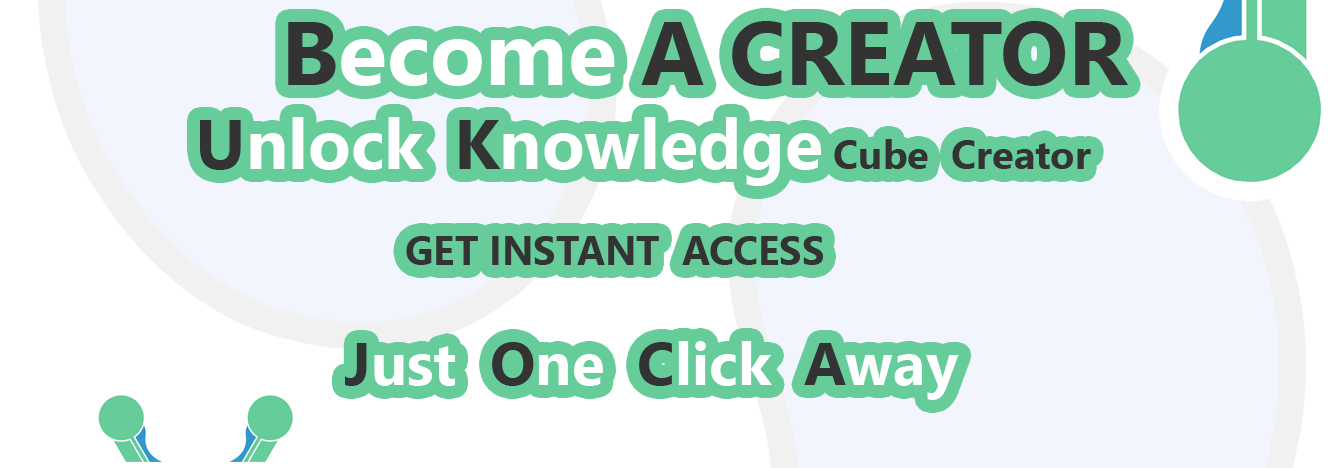 Become A CREATOR
Unlock Knowledge Cube Creator
GET INSTANT ACCESS
Just One Click Away